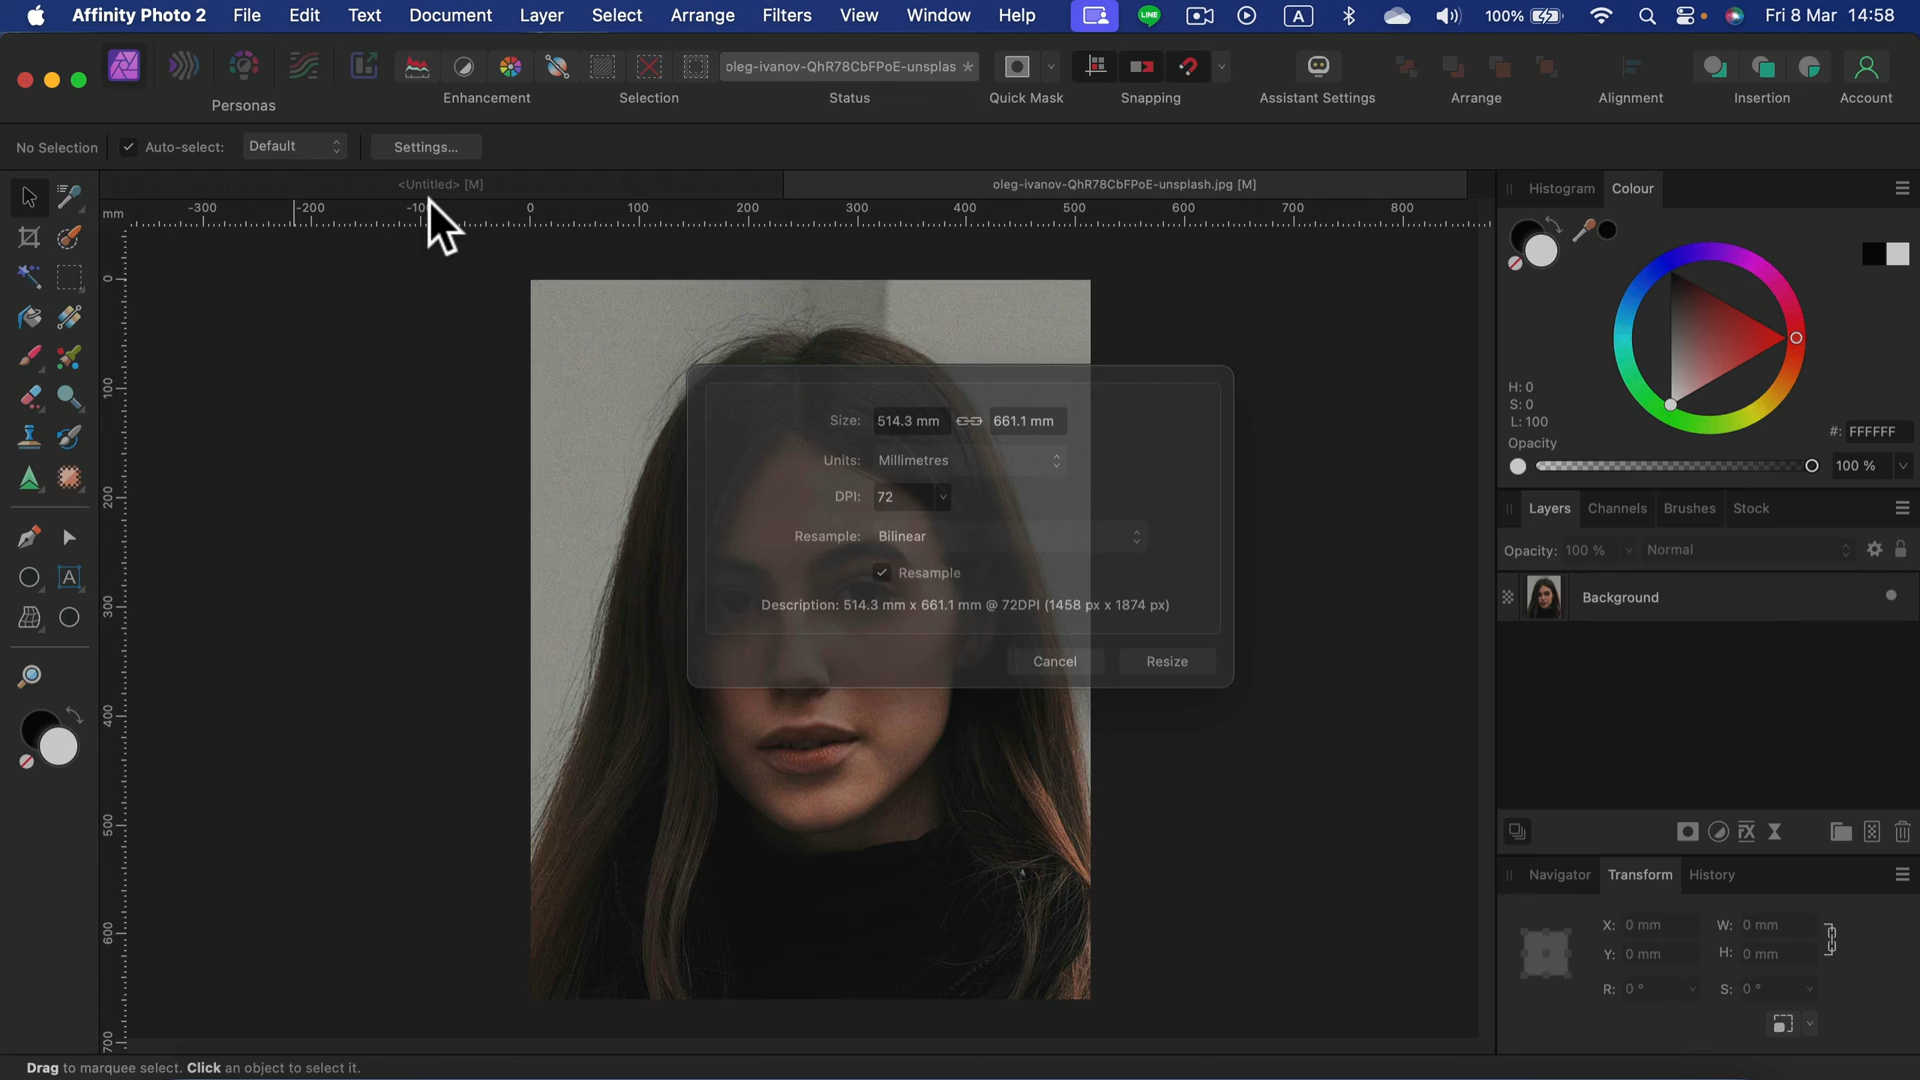 Affinity Photo 2 File Edit Text Document Layer Select Arrange Filters View Window Help LINE A 100% Fri 8 Mar 14:58
oleg-ivanov-QhR78CbFPoE-unsplas *
Personas Enhancement Selection Status Quick Mask Snapping Assistant Settings Arrange Alignment Insertion Account
No Selection Auto-select: Default Settings...
<Untitled> [M] oleg-ivanov-QhR78CbFPoE-unsplash.jpg [M]
mm -300 -200 -100 0 100 200 300 400 500 600 700 800
0
100
200
300
400
500
600
700
Size: 514.3 mm 661.1 mm
Units: Millimetres
DPI: 72
Resample: Bilinear
Resample
Description: 514.3 mm x 661.1 mm @ 72DPI (1458 px x 1874 px)
Cancel Resize
Histogram Colour
H: 0
S: 0
L: 100
#: FFFFFF
Opacity
100 %
Layers Channels Brushes Stock
Opacity: 100 % Normal
Background
Navigator Transform History
X: 0 mm W: 0 mm
Y: 0 mm H: 0 mm
R: 0 ° S: 0 °
Drag to marquee select. Click an object to select it.